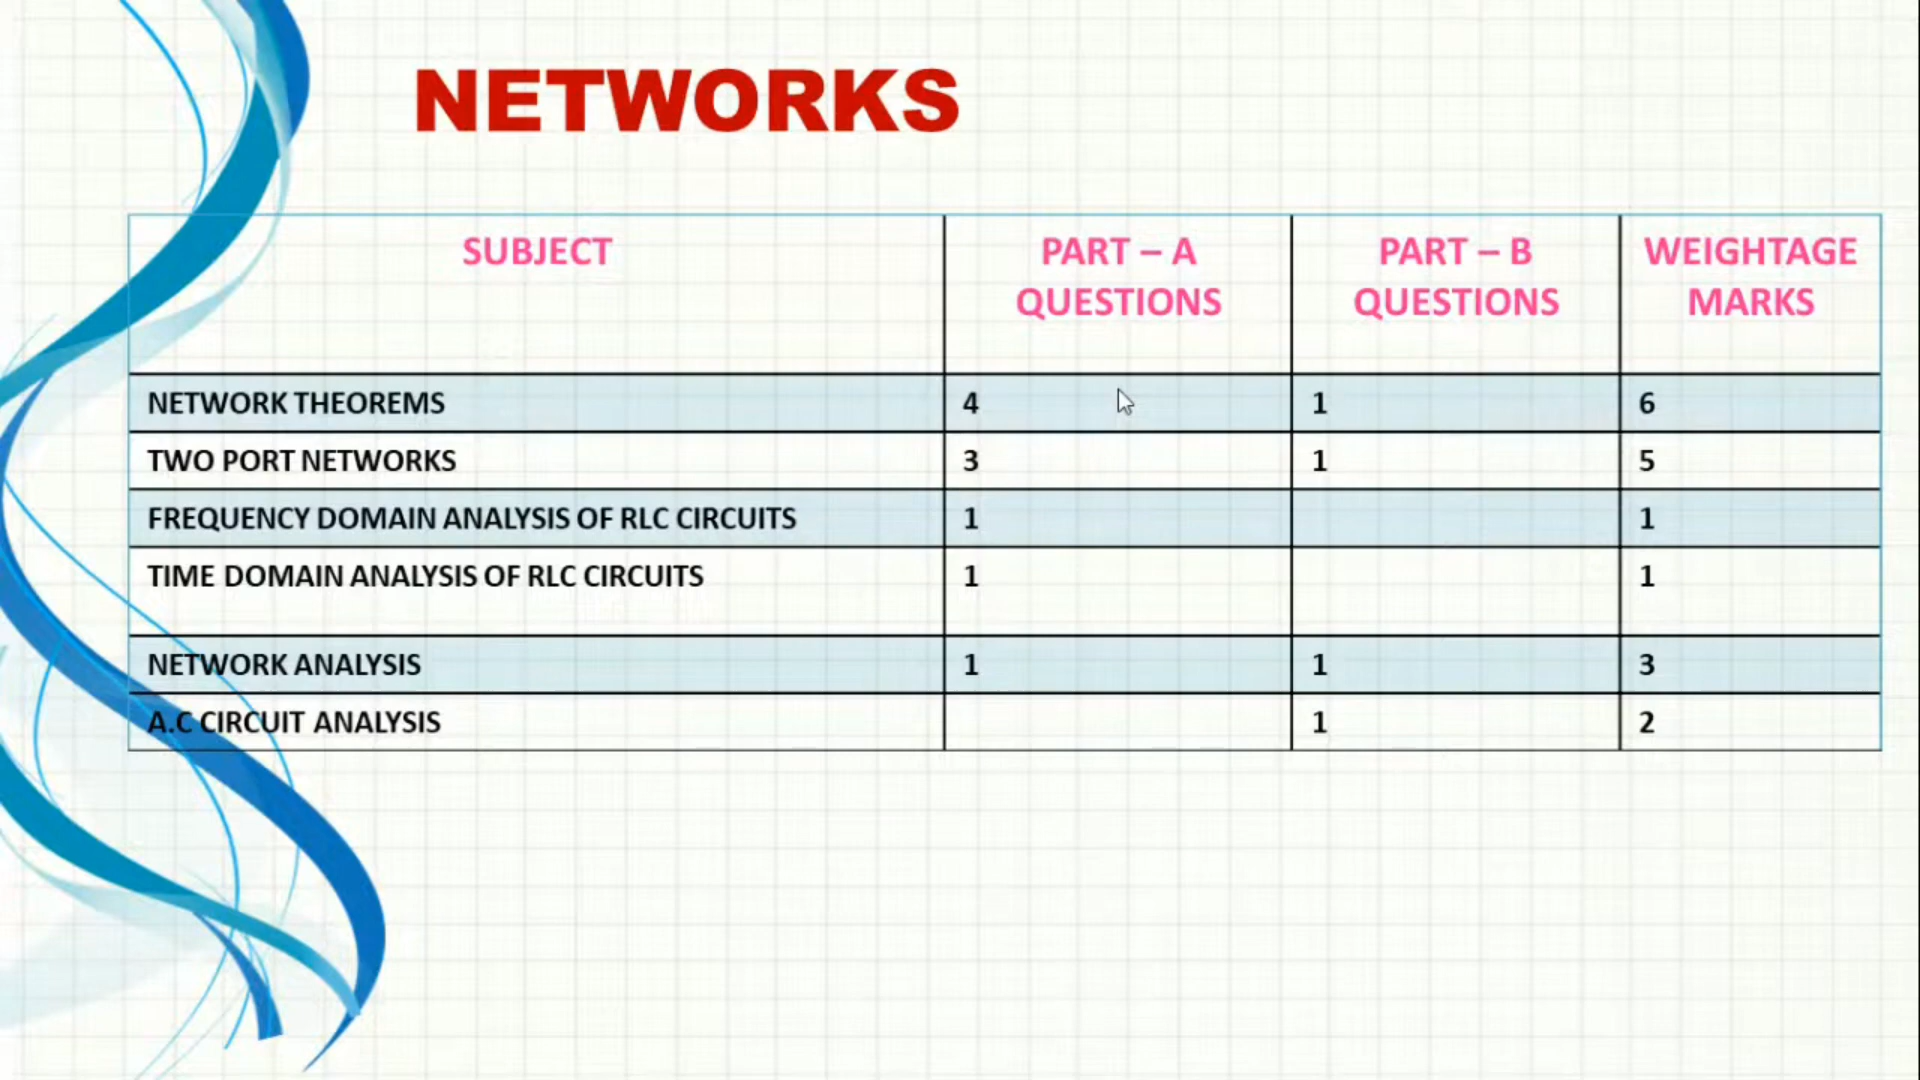 NETWORKS
SUBJECT PART – A QUESTIONS PART – B QUESTIONS WEIGHTAGE MARKS
NETWORK THEOREMS 4 1 6
TWO PORT NETWORKS 3 1 5
FREQUENCY DOMAIN ANALYSIS OF RLC CIRCUITS 1 1
TIME DOMAIN ANALYSIS OF RLC CIRCUITS 1 1
NETWORK ANALYSIS 1 1 3
A.C CIRCUIT ANALYSIS 1 2